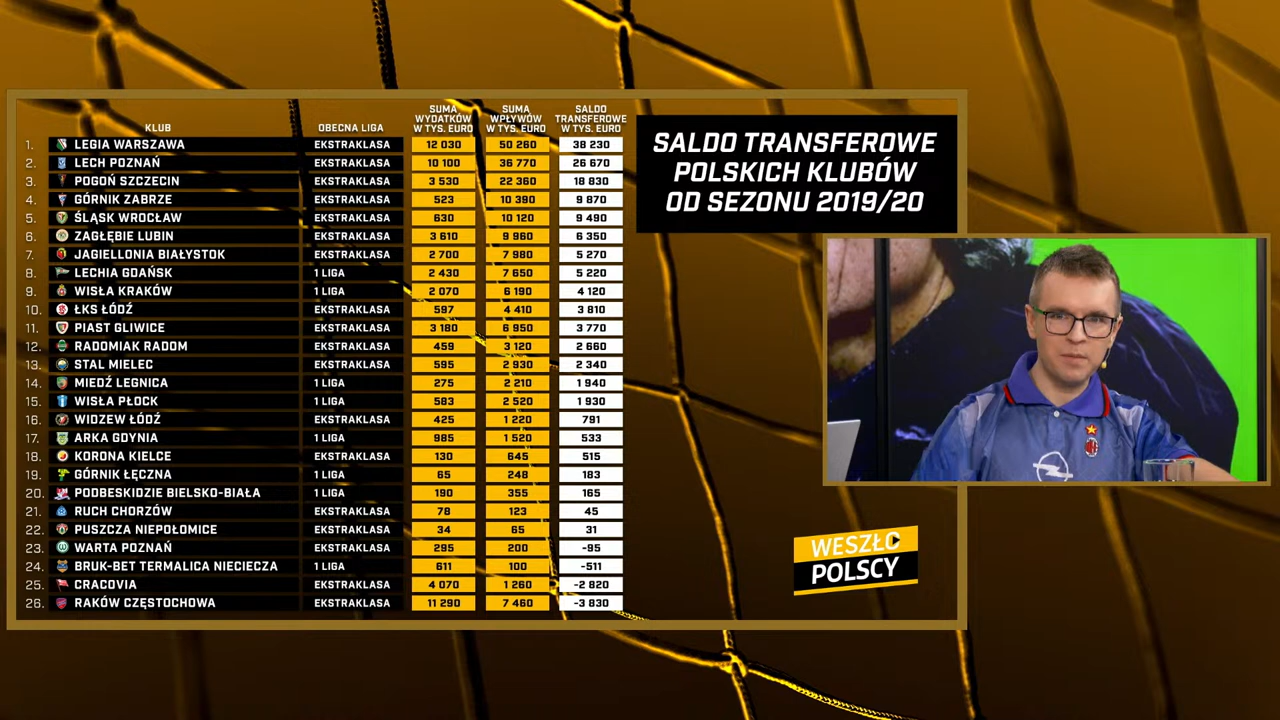 SUMA WYDATKÓW W TYS. EURO
SUMA WPŁYWÓW W TYS. EURO
SALDO TRANSFEROWE W TYS. EURO
KLUB OBECNA LIGA
1. LEGIA WARSZAWA EKSTRAKLASA 12 030 50 260 38 230
2. LECH POZNAŃ EKSTRAKLASA 10 100 36 770 26 670
3. POGOŃ SZCZECIN EKSTRAKLASA 3 530 22 360 18 830
4. GÓRNIK ZABRZE EKSTRAKLASA 523 10 390 9 870
5. ŚLĄSK WROCŁAW EKSTRAKLASA 630 10 120 9 490
6. ZAGŁĘBIE LUBIN EKSTRAKLASA 3 610 9 960 6 350
7. JAGIELLONIA BIAŁYSTOK EKSTRAKLASA 2 700 7 980 5 270
8. LECHIA GDAŃSK 1 LIGA 2 430 7 650 5 220
9. WISŁA KRAKÓW 1 LIGA 2 070 6 190 4 120
10. ŁKS ŁÓDŹ EKSTRAKLASA 597 4 410 3 810
11. PIAST GLIWICE EKSTRAKLASA 3 180 6 950 3 770
12. RADOMIAK RADOM EKSTRAKLASA 459 3 120 2 660
13. STAL MIELEC EKSTRAKLASA 595 2 930 2 340
14. MIEDŹ LEGNICA 1 LIGA 275 2 210 1 940
15. WISŁA PŁOCK 1 LIGA 583 2 520 1 930
16. WIDZEW ŁÓDŹ EKSTRAKLASA 425 1 220 791
17. ARKA GDYNIA 1 LIGA 985 1 520 533
18. KORONA KIELCE EKSTRAKLASA 130 645 515
19. GÓRNIK ŁĘCZNA 1 LIGA 65 248 183
20. PODBESKIDZIE BIELSKO-BIAŁA 1 LIGA 190 355 165
21. RUCH CHORZÓW EKSTRAKLASA 78 123 45
22. PUSZCZA NIEPOŁOMICE EKSTRAKLASA 34 65 31
23. WARTA POZNAŃ EKSTRAKLASA 295 200 -95
24. BRUK-BET TERMALICA NIECIECZA 1 LIGA 611 100 -511
25. CRACOVIA EKSTRAKLASA 4 070 1 260 -2 820
26. RAKÓW CZĘSTOCHOWA EKSTRAKLASA 11 290 7 460 -3 830
SALDO TRANSFEROWE
POLSKICH KLUBÓW
OD SEZONU 2019/20
WESZŁO
POLSCY